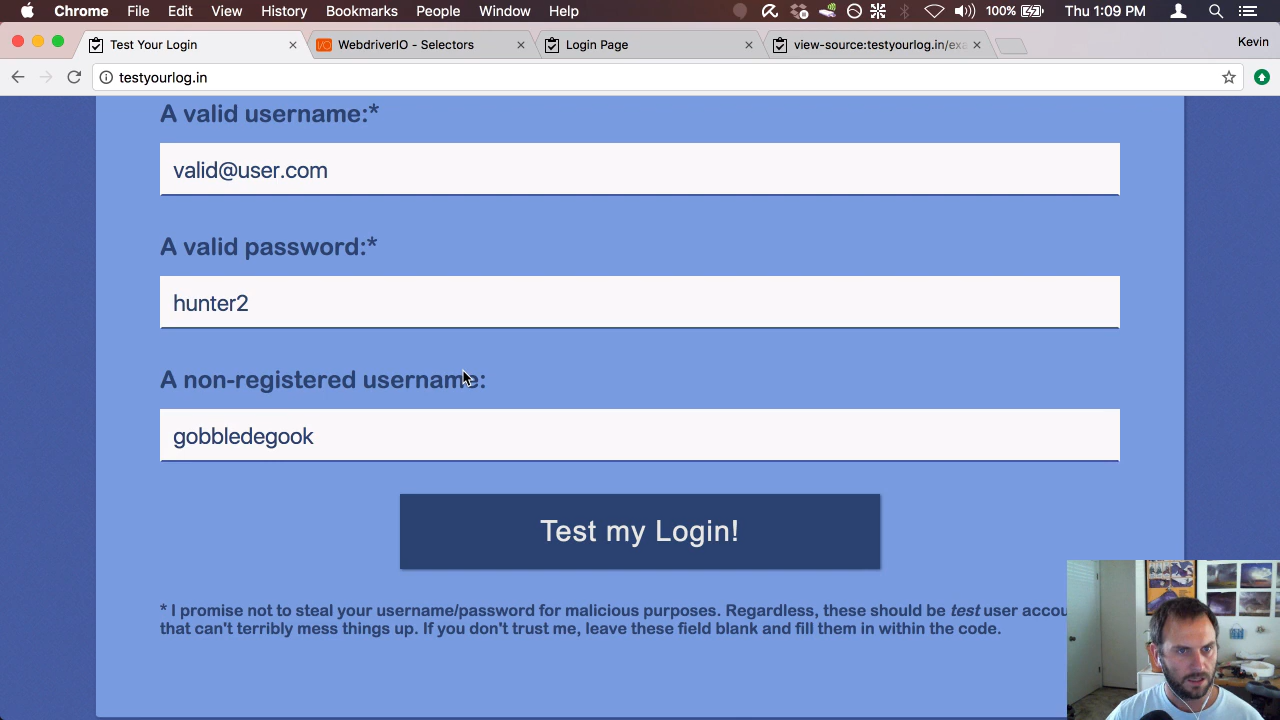 Chrome File Edit View History Bookmarks People Window Help 100% Thu 1:09 PM
Test Your Login WebdriverIO - Selectors Login Page view-source:testyourlog.in/exa Kevin
testyourlog.in
A valid username:*
valid@user.com
A valid password:*
hunter2
A non-registered username:
gobbledegook
Test my Login!
* I promise not to steal your username/password for malicious purposes. Regardless, these should be test user accou
that can't terribly mess things up. If you don't trust me, leave these field blank and fill them in within the code.